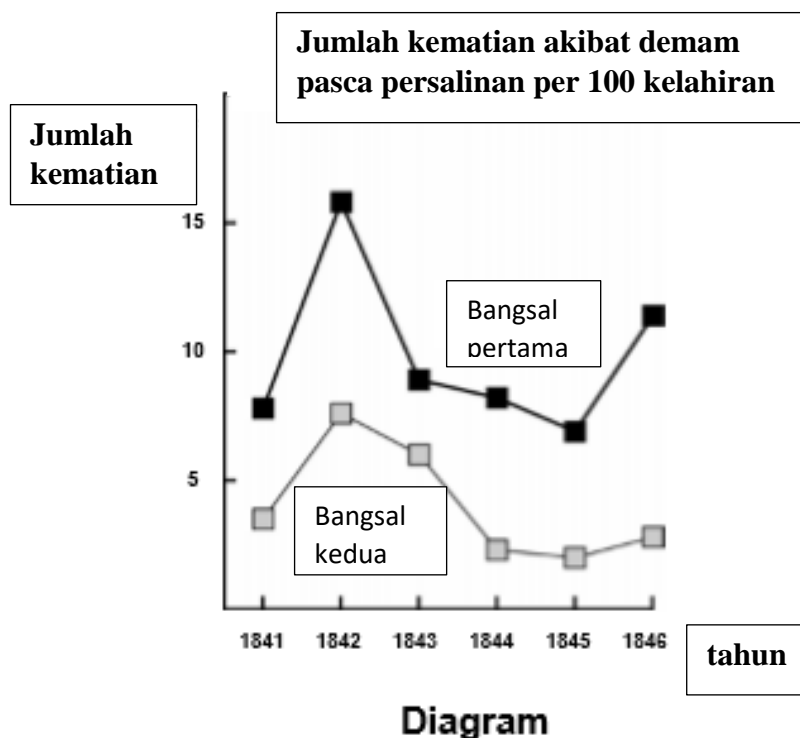 Jumlah kematian akibat demam
pasca persalinan per 100 kelahiran
Jumlah
kematian
15
10
5
Bangsal
pertama
Bangsal
kedua
1841 1842 1843 1844 1845 1846
tahun
Diagram